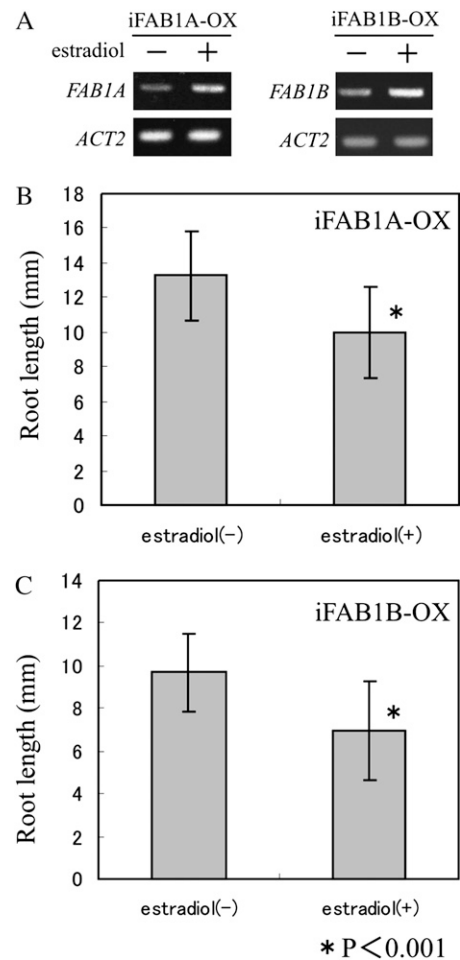 A
iFAB1A-OX
iFAB1B-OX
estradiol − +
− +
FAB1A
FAB1B
ACT2
ACT2
B
18
16
14
12
10
8
6
4
2
0
Root length (mm)
iFAB1A-OX
*
estradiol(−)
estradiol(+)
C
14
12
10
8
6
4
2
0
Root length (mm)
iFAB1B-OX
*
estradiol(−)
estradiol(+)
* P<0.001